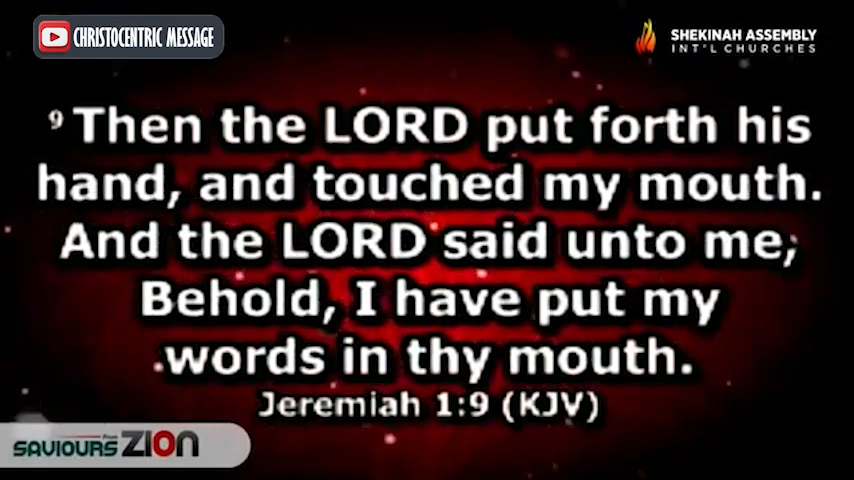 CHRISTOCENTRIC MESSAGE
SHEKINAH ASSEMBLY
INT'L CHURCHES
9 Then the LORD put forth his
hand, and touched my mouth.
And the LORD said unto me,
Behold, I have put my
words in thy mouth.
Jeremiah 1:9 (KJV)
SAVIOURS ZION